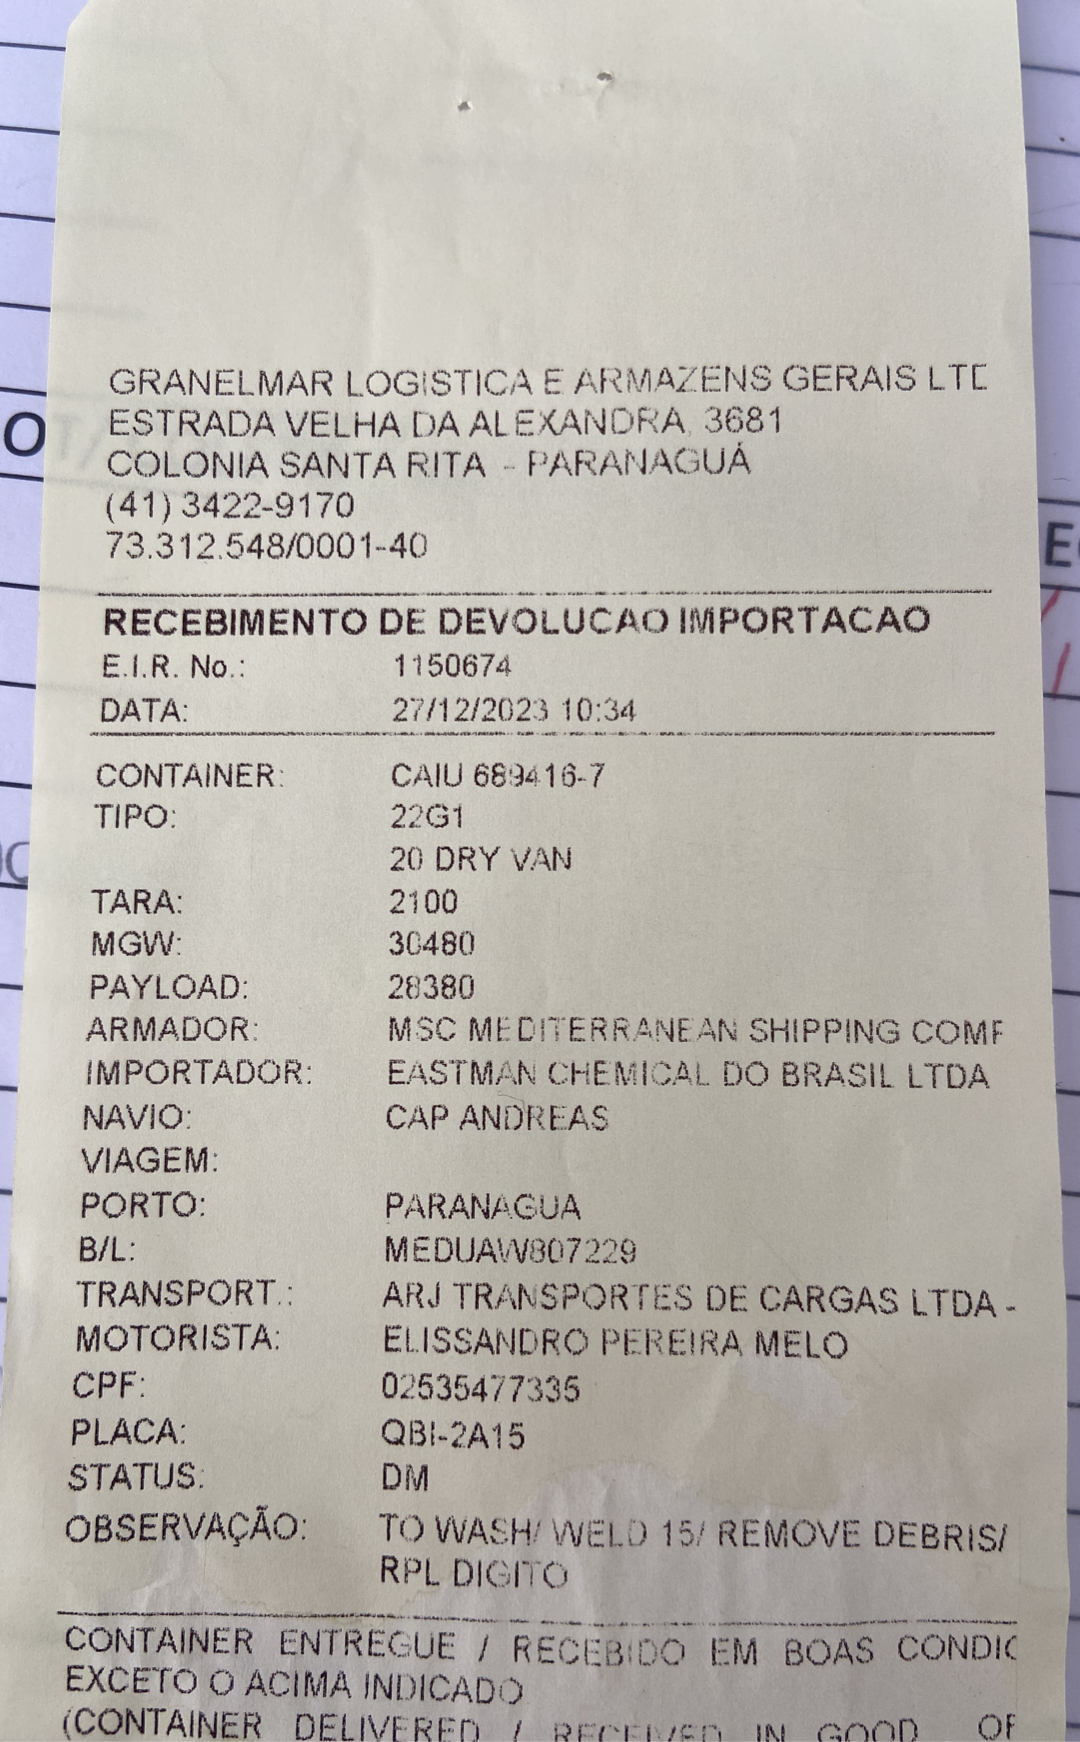 GRANELMAR LOGISTICA E ARMAZENS GERAIS LTD
ESTRADA VELHA DA ALEXANDRA, 3681
COLONIA SANTA RITA - PARANAGUÁ
(41) 3422-9170
73.312.548/0001-40
RECEBIMENTO DE DEVOLUCAO IMPORTACAO
E.I.R. No.: 1150674
DATA: 27/12/2023 10:34
CONTAINER: CAIU 689416-7
TIPO: 22G1
20 DRY VAN
TARA: 2100
MGW: 30480
PAYLOAD: 28380
ARMADOR: MSC MEDITERRANEAN SHIPPING COMP
IMPORTADOR: EASTMAN CHEMICAL DO BRASIL LTDA
NAVIO: CAP ANDREAS
VIAGEM:
PORTO: PARANAGUA
B/L: MEDUAW807229
TRANSPORT.: ARJ TRANSPORTES DE CARGAS LTDA -
MOTORISTA: ELISSANDRO PEREIRA MELO
CPF: 02535477335
PLACA: QBI-2A15
STATUS: DM
OBSERVAÇÃO: TO WASH/ WELD 15/ REMOVE DEBRIS/
RPL DIGITO
CONTAINER ENTREGUE / RECEBIDO EM BOAS CONDIC
EXCETO O ACIMA INDICADO
(CONTAINER DELIVERED / RECEIVED IN GOOD OF